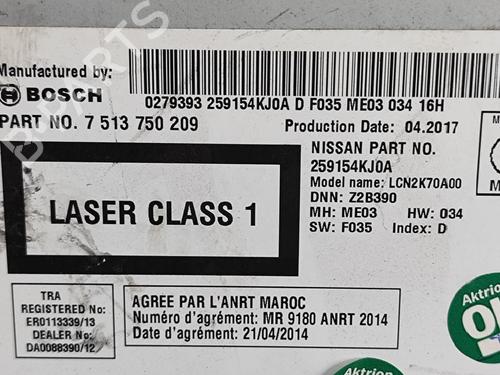 Manufactured by:
BOSCH
0279393 259154KJ0A D F035 ME03 034 16H
PART NO. 7 513 750 209
Production Date: 04.2017
NISSAN PART NO.
259154KJ0A
Model name: LCN2K70A00
DNN: Z2B390
MH: ME03 HW: 034
SW: F035 Index: D
LASER CLASS 1
TRA
REGISTERED No:
ER0113339/13
DEALER No:
DA0088390/12
AGREE PAR L'ANRT MAROC
Numéro d'agrément: MR 9180 ANRT 2014
Date d'agrément: 21/04/2014
Aktrion
Aktrion